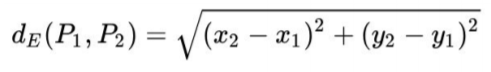 d_E(P_1, P_2) = \sqrt{(x_2 - x_1)^2 + (y_2 - y_1)^2}